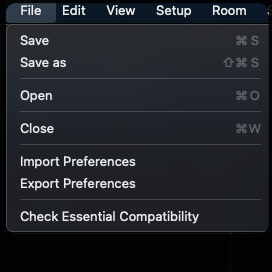 File Edit View Setup Room
Save ⌘ S
Save as ⇧⌘ S
Open ⌘ O
Close ⌘W
Import Preferences
Export Preferences
Check Essential Compatibility